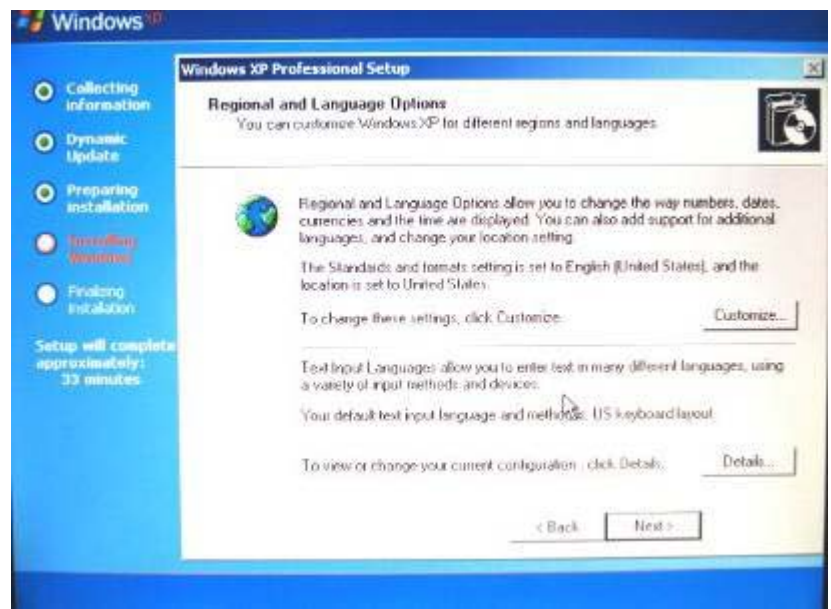 Windows xp
Collecting
information
Dynamic
Update
Preparing
installation
Installing
Windows
Finalizing
Installation
Setup will complete
approximately:
33 minutes
Windows XP Professional Setup
Regional and Language Options
You can customize Windows XP for different regions and languages.
Regional and Language Options allow you to change the way numbers, dates,
currencies and the time are displayed. You can also add support for additional
languages, and change your location setting.
The Standards and formats setting is set to English (United States), and the
location is set to United States.
To change these settings, click Customize.
Customize...
Text Input Languages allow you to enter text in many different languages, using
a variety of input methods and devices.
Your default text input language and method is: US keyboard layout
To view or change your current configuration, click Details.
Details...
< Back
Next >